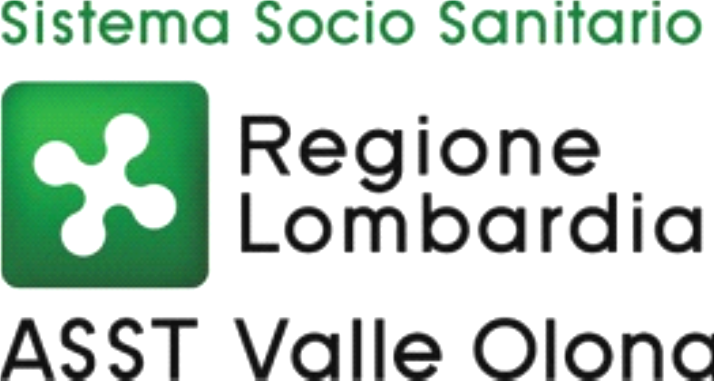 Sistema Socio Sanitario
Regione
Lombardia
ASST Valle Olona